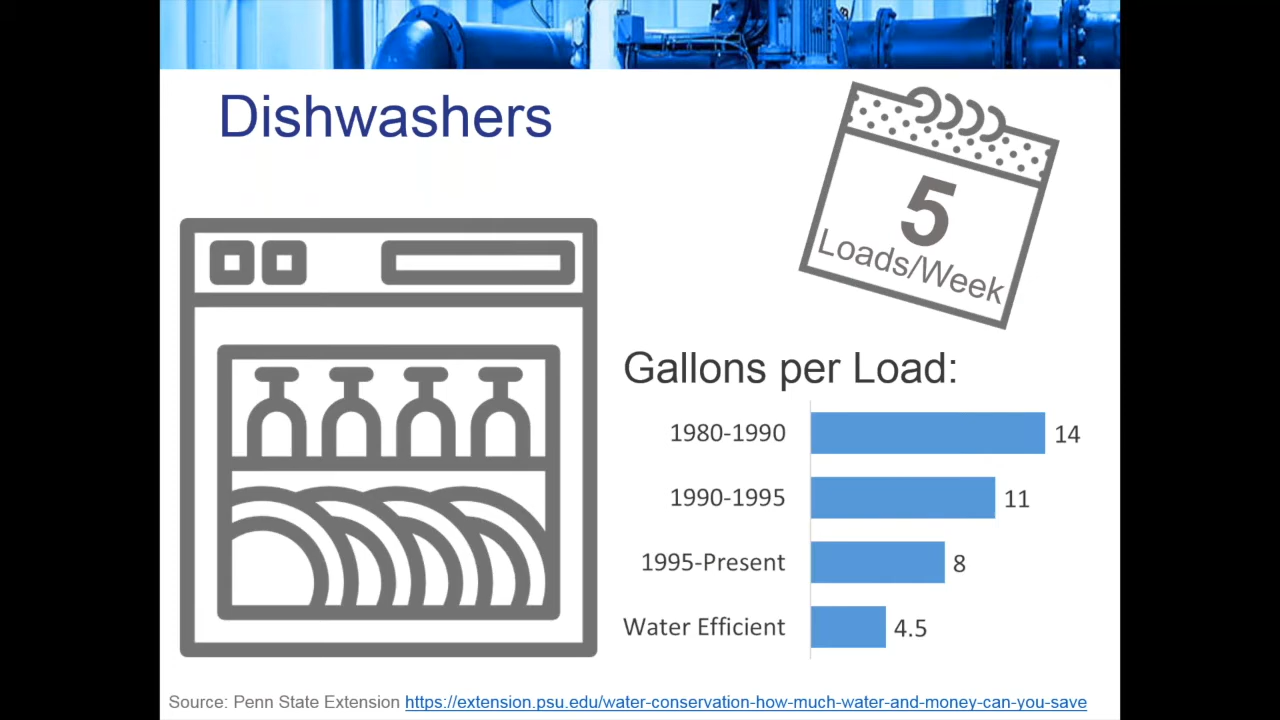 Dishwashers
5
Loads/Week
Gallons per Load:
1980-1990 14
1990-1995 11
1995-Present 8
Water Efficient 4.5
Source: Penn State Extension https://extension.psu.edu/water-conservation-how-much-water-and-money-can-you-save